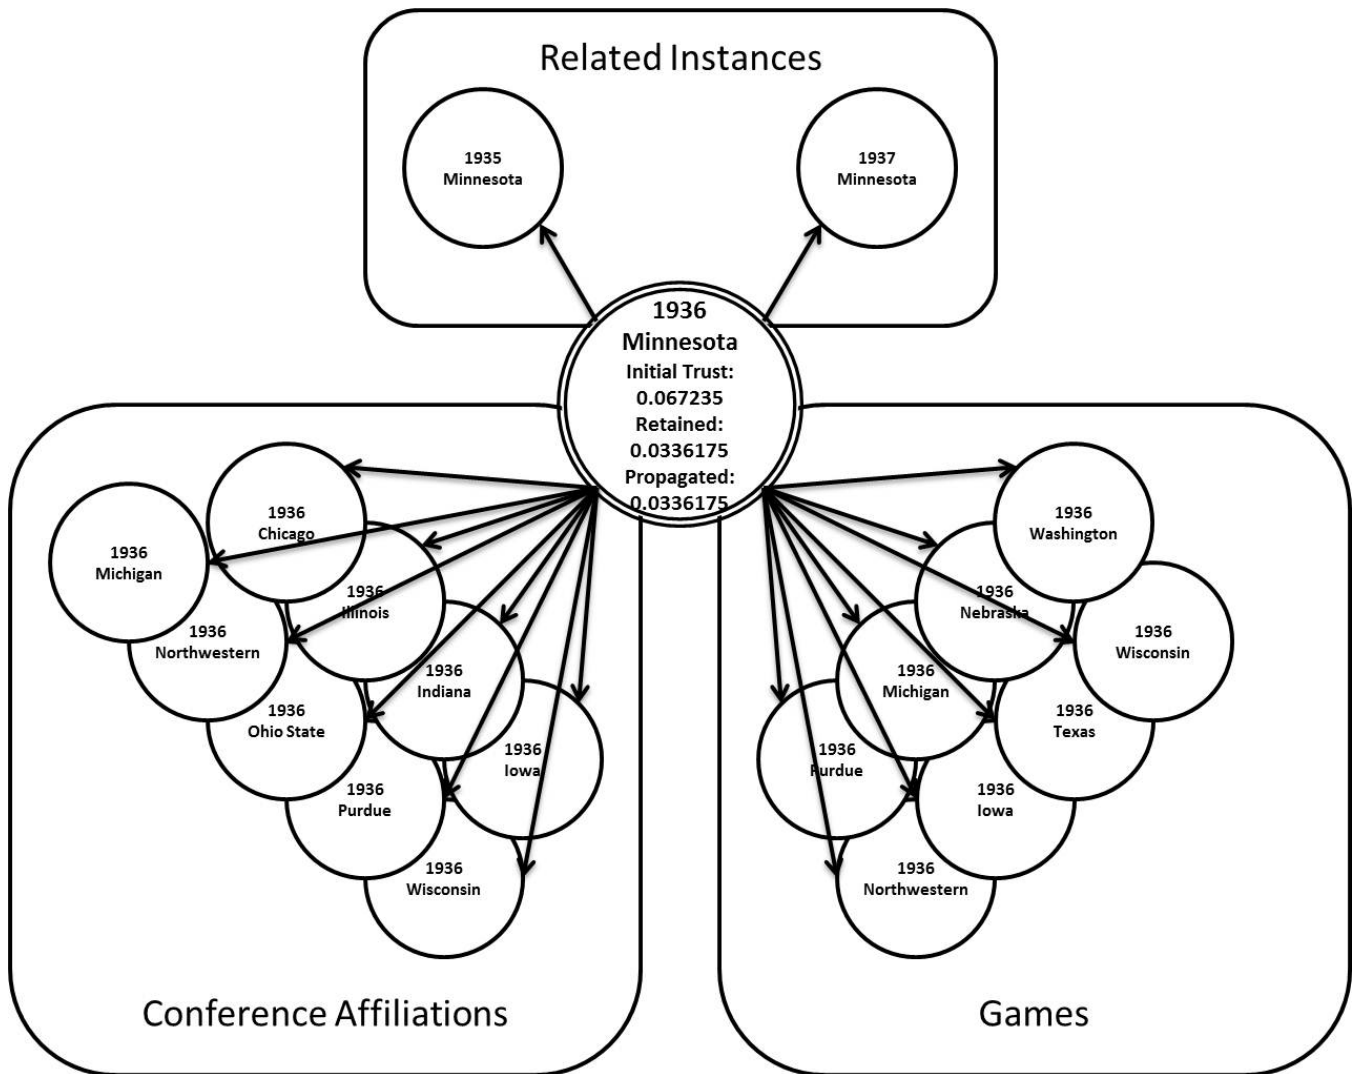 Related Instances
1935
Minnesota
1937
Minnesota
1936
Minnesota
Initial Trust:
0.067235
Retained:
0.0336175
Propagated:
0.0336175
1936
Chicago
1936
Michigan
1936
Illinois
1936
Northwestern
1936
Indiana
1936
Ohio State
1936
Iowa
1936
Purdue
1936
Wisconsin
Conference Affiliations
1936
Washington
1936
Nebraska
1936
Wisconsin
1936
Michigan
1936
Texas
1936
Purdue
1936
Iowa
1936
Northwestern
Games